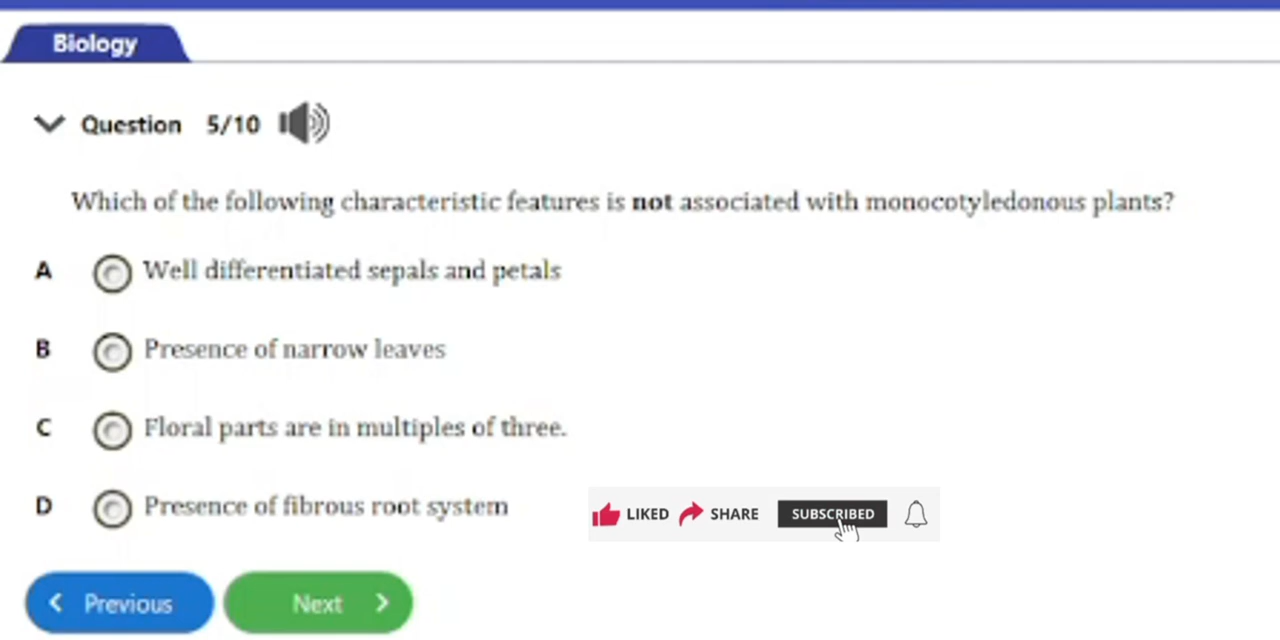 Biology
Question 5/10
Which of the following characteristic features is not associated with monocotyledonous plants?
A Well differentiated sepals and petals
B Presence of narrow leaves
C Floral parts are in multiples of three.
D Presence of fibrous root system
LIKED SHARE SUBSCRIBED
Previous Next